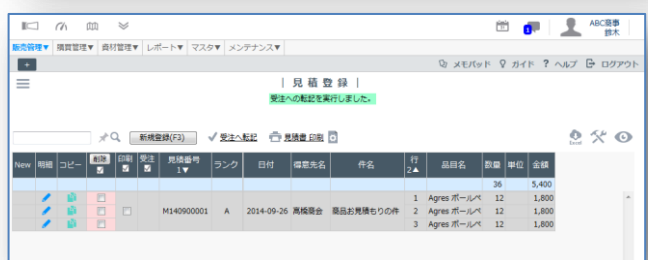 ABC商事
鈴木
1
販売管理▼ 購買管理▼ 資材管理▼ レポート▼ マスタ▼ メンテナンス▼
+ メモパッド ガイド ? ヘルプ ログアウト
| 見 積 登 録 |
受注への転記を実行しました。
新規登録(F3) 受注へ転記 見積書 印刷
Excel
New 明細 コピー 削除 印刷 受注 見積番号 1▼ ランク 日付 得意先名 件名 行 2▲ 品目名 数量 単位 金額
36 5,400
1 Agres ボールペ 12 1,800
M140900001 A 2014-09-26 髙橋商会 商品お見積もりの件 2 Agres ボールペ 12 1,800
3 Agres ボールペ 12 1,800